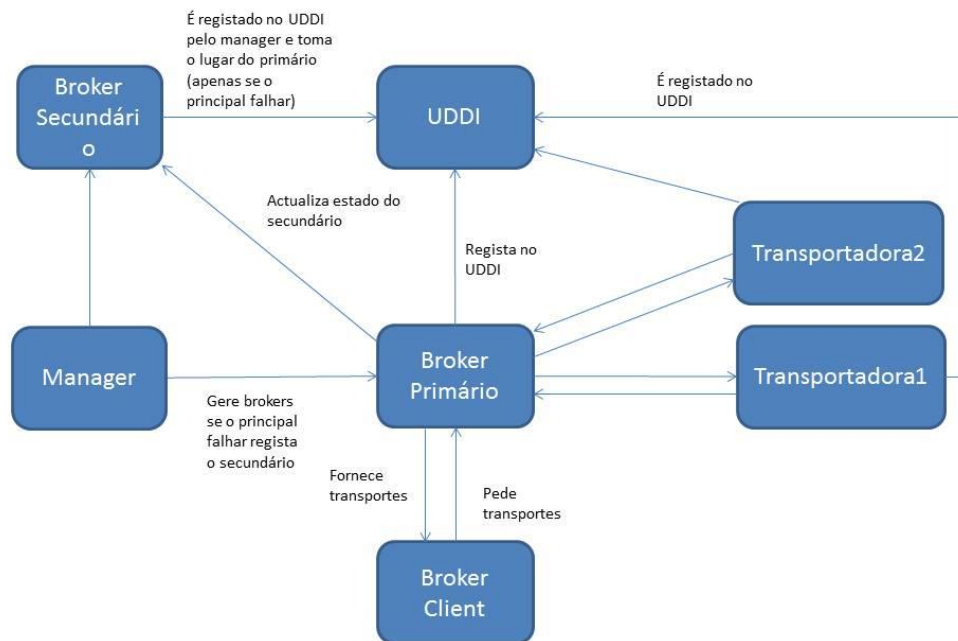 É registado no UDDI
pelo manager e toma
o lugar do primário
(apenas se o
principal falhar)
Broker
Secundári
o
UDDI
É registado no
UDDI
Actualiza estado do
secundário
Regista no
UDDI
Transportadora2
Manager
Broker
Primário
Transportadora1
Gere brokers
se o principal
falhar regista
o secundário
Fornece
transportes
Pede
transportes
Broker
Client